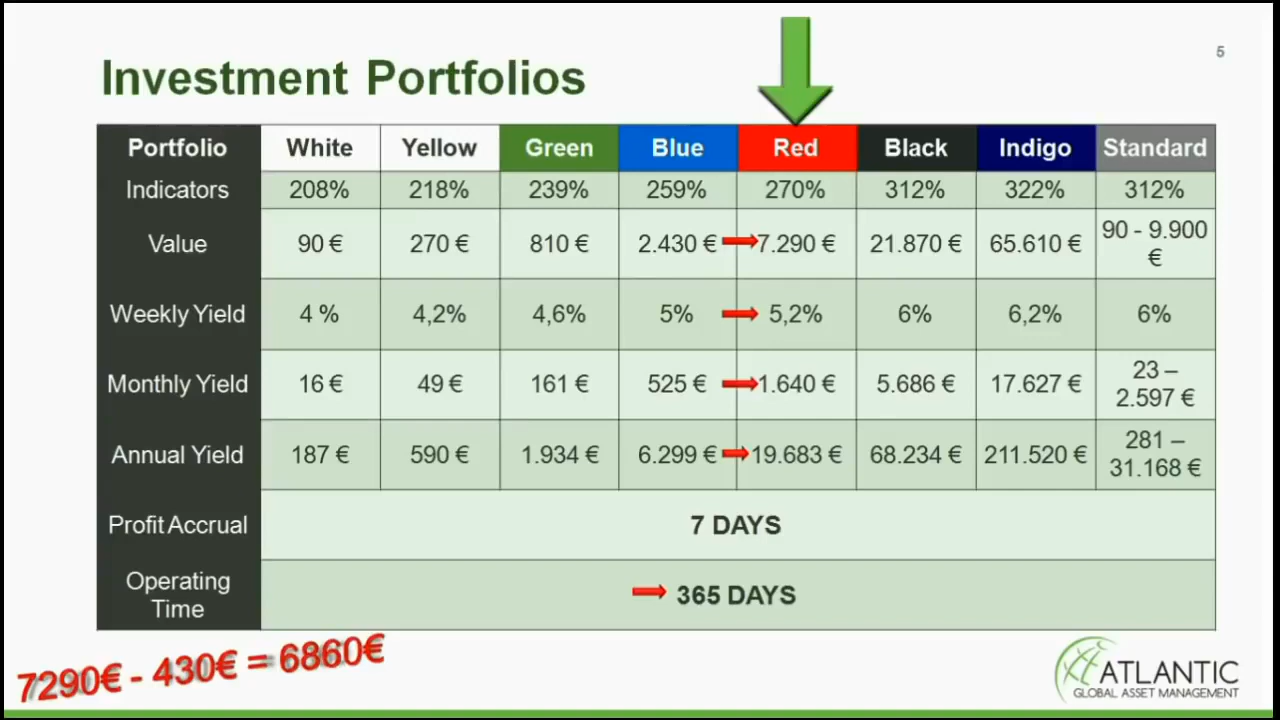 5
Investment Portfolios
Portfolio White Yellow Green Blue Red Black Indigo Standard
Indicators 208% 218% 239% 259% 270% 312% 322% 312%
Value 90 € 270 € 810 € 2.430 € 7.290 € 21.870 € 65.610 € 90 - 9.900 €
Weekly Yield 4 % 4,2% 4,6% 5% 5,2% 6% 6,2% 6%
Monthly Yield 16 € 49 € 161 € 525 € 1.640 € 5.686 € 17.627 € 23 – 2.597 €
Annual Yield 187 € 590 € 1.934 € 6.299 € 19.683 € 68.234 € 211.520 € 281 – 31.168 €
Profit Accrual 7 DAYS
Operating Time 365 DAYS
7290€ - 430€ = 6860€
ATLANTIC
GLOBAL ASSET MANAGEMENT